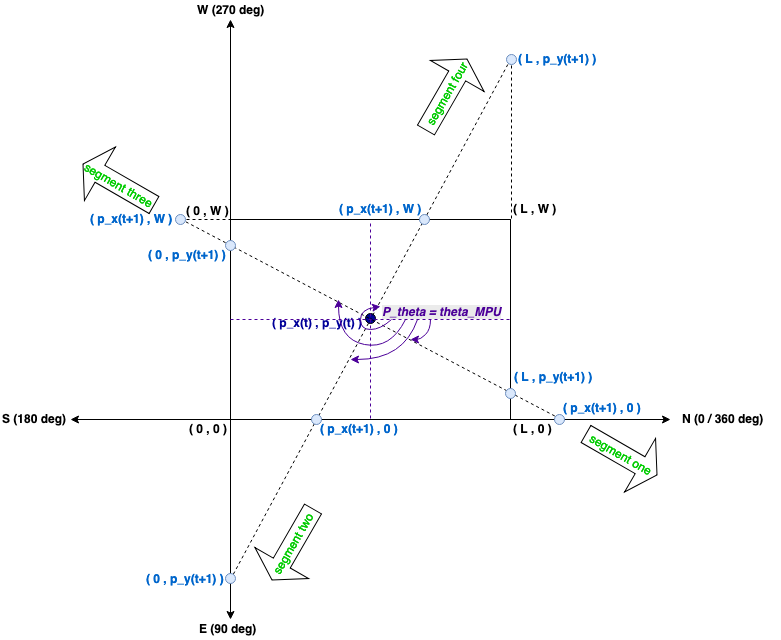 W (270 deg)
( L , p_y(t+1) )
segment four
segment three
( 0 , W )
( p_x(t+1) , W )
( L , W )
( p_x(t+1) , W )
( 0 , p_y(t+1) )
P_theta = theta_MPU
( p_x(t) , p_y(t) )
( L , p_y(t+1) )
( p_x(t+1) , 0 )
S (180 deg)
N (0 / 360 deg)
( 0 , 0 )
( p_x(t+1) , 0 )
( L , 0 )
segment one
segment two
( 0 , p_y(t+1) )
E (90 deg)